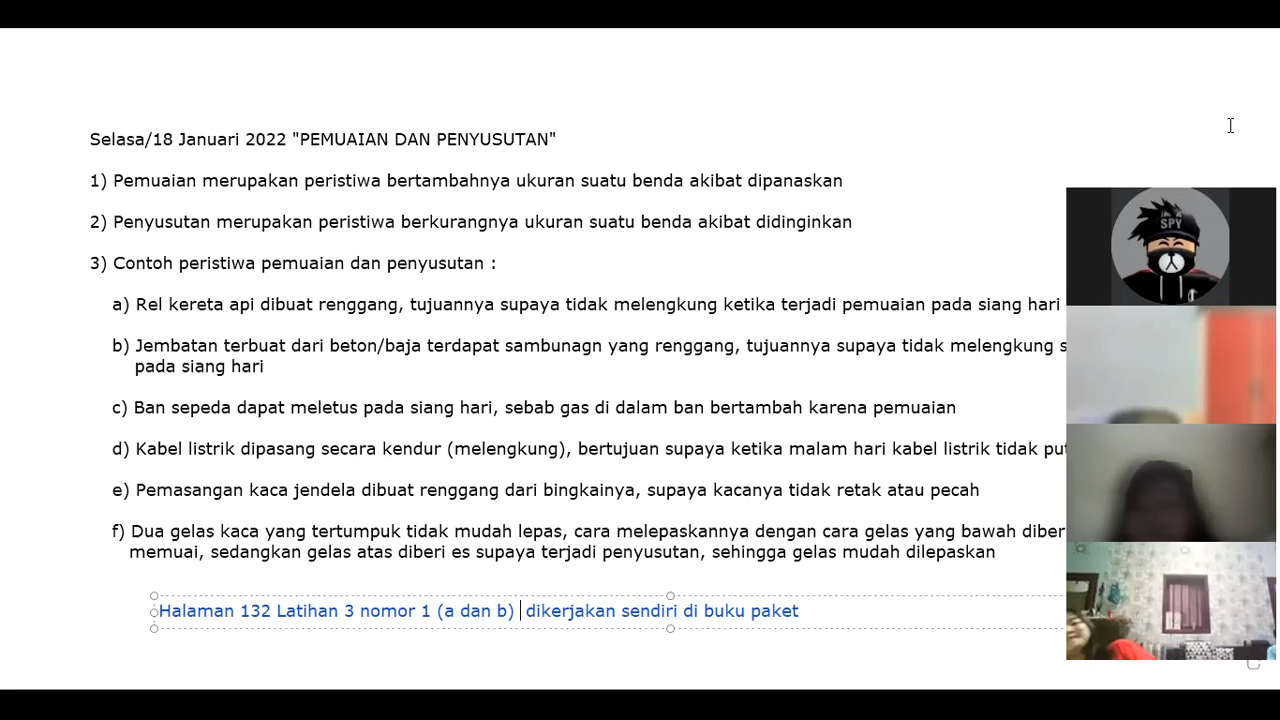 Selasa/18 Januari 2022 "PEMUAIAN DAN PENYUSUTAN"
1) Pemuaian merupakan peristiwa bertambahnya ukuran suatu benda akibat dipanaskan
2) Penyusutan merupakan peristiwa berkurangnya ukuran suatu benda akibat didinginkan
3) Contoh peristiwa pemuaian dan penyusutan :
a) Rel kereta api dibuat renggang, tujuannya supaya tidak melengkung ketika terjadi pemuaian pada siang hari
b) Jembatan terbuat dari beton/baja terdapat sambunagn yang renggang, tujuannya supaya tidak melengkung
pada siang hari
c) Ban sepeda dapat meletus pada siang hari, sebab gas di dalam ban bertambah karena pemuaian
d) Kabel listrik dipasang secara kendur (melengkung), bertujuan supaya ketika malam hari kabel listrik tidak
e) Pemasangan kaca jendela dibuat renggang dari bingkainya, supaya kacanya tidak retak atau pecah
f) Dua gelas kaca yang tertumpuk tidak mudah lepas, cara melepaskannya dengan cara gelas yang bawah
memuai, sedangkan gelas atas diberi es supaya terjadi penyusutan, sehingga gelas mudah dilepaskan
Halaman 132 Latihan 3 nomor 1 (a dan b) dikerjakan sendiri di buku paket
SPY